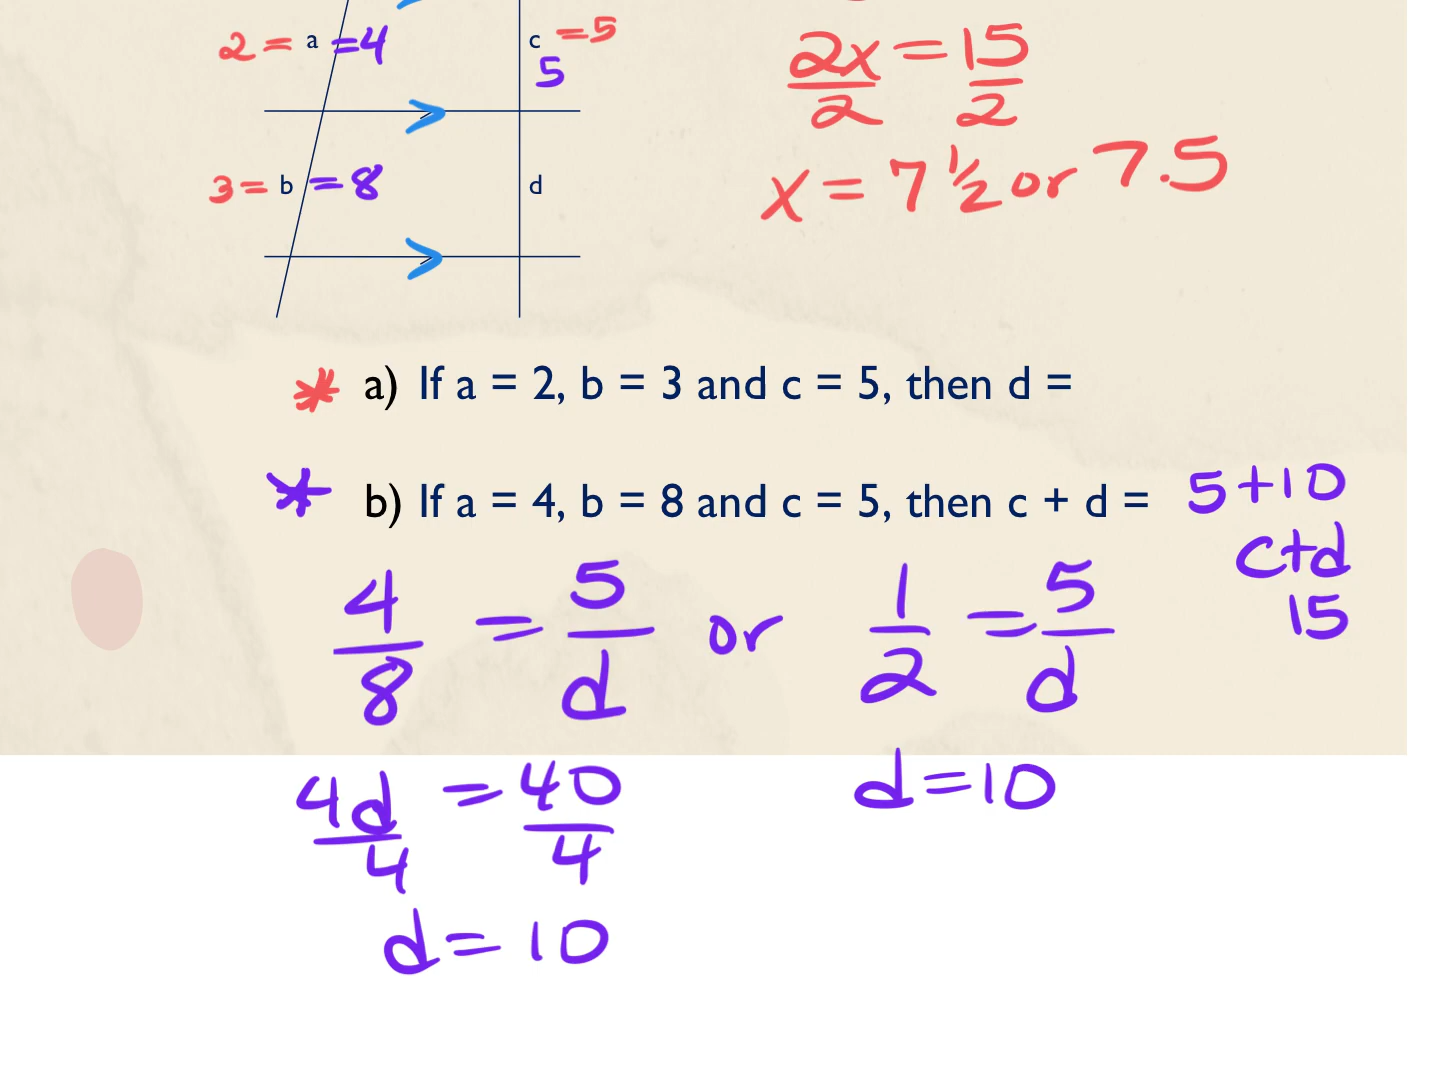 2 = a = 4
c = 5
5
2x = 15
2 2
3 = b = 8
d
x = 7 ½ or 7.5
* a) If a = 2, b = 3 and c = 5, then d =
* b) If a = 4, b = 8 and c = 5, then c + d = 5+10
c+d
15
4 = 5 or 1 = 5
8 d 2 d
4d = 40
4 4
d = 10
d = 10